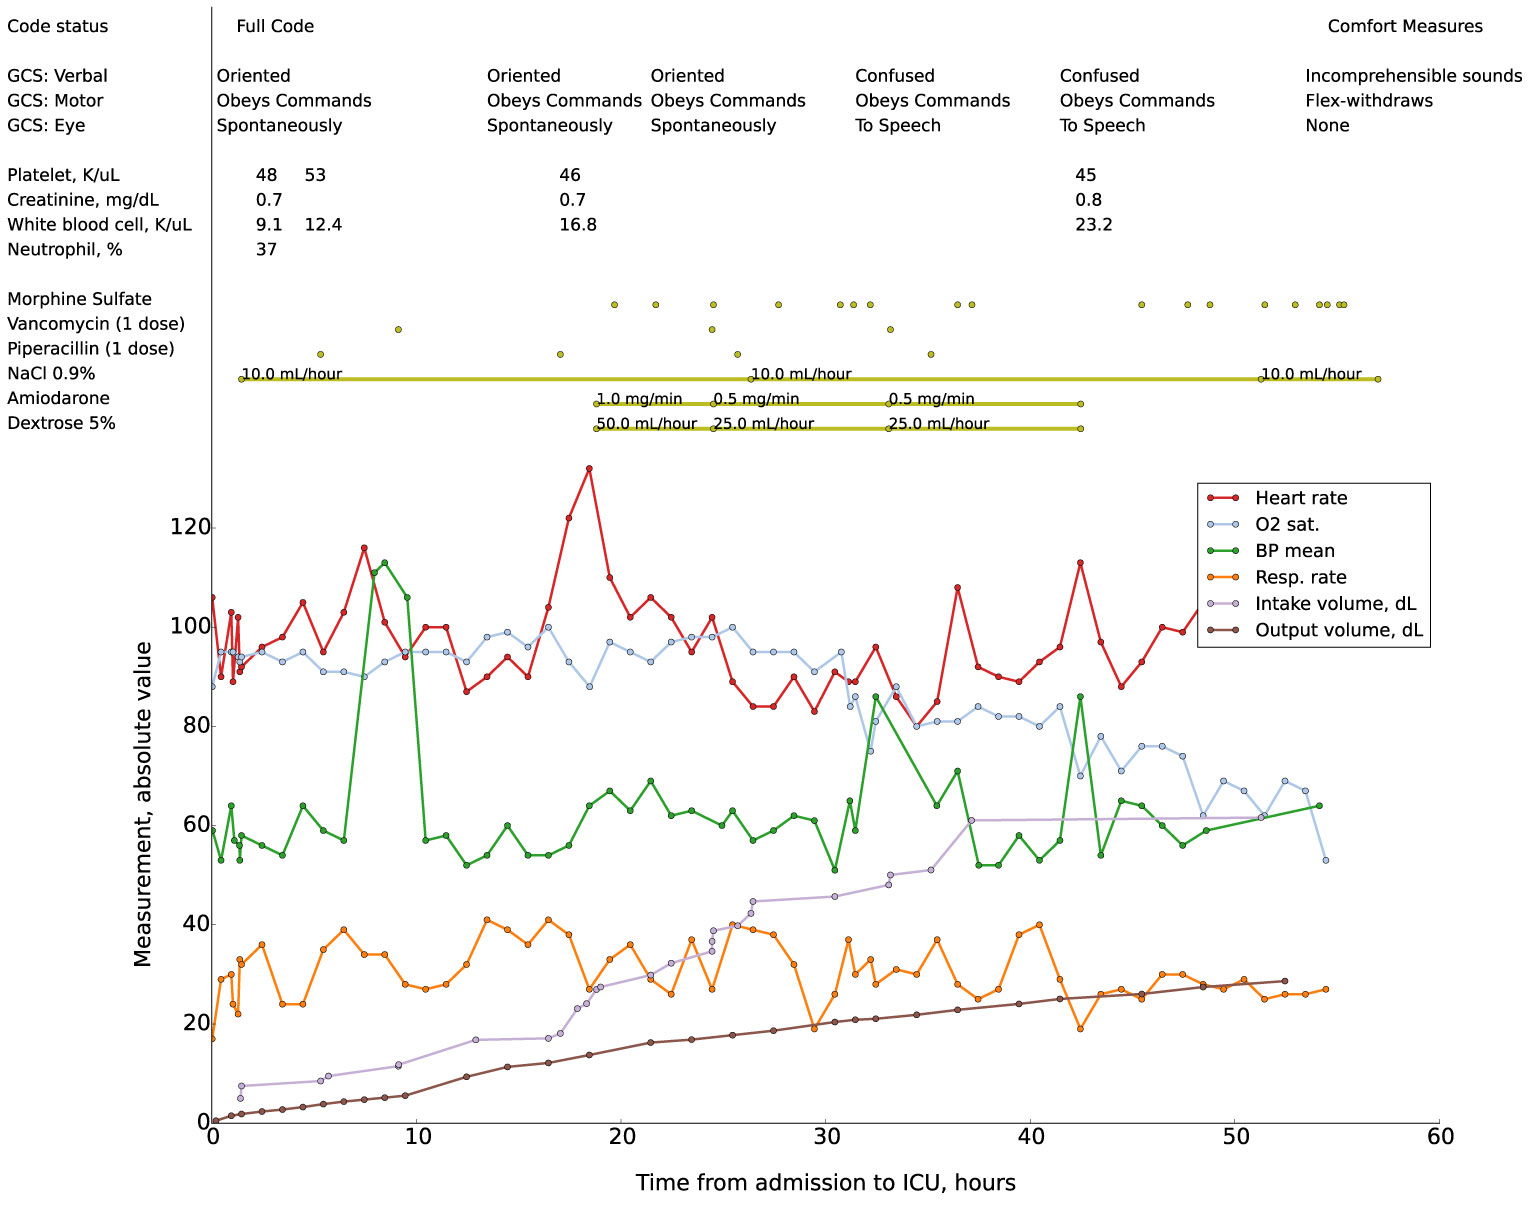 Code status Full Code Comfort Measures
GCS: Verbal Oriented Oriented Oriented Confused Confused Incomprehensible sounds
GCS: Motor Obeys Commands Obeys Commands Obeys Commands Obeys Commands Obeys Commands Flex-withdraws
GCS: Eye Spontaneously Spontaneously Spontaneously To Speech To Speech None
Platelet, K/uL 48 53 46 45
Creatinine, mg/dL 0.7 0.7 0.8
White blood cell, K/uL 9.1 12.4 16.8 23.2
Neutrophil, % 37
Morphine Sulfate
Vancomycin (1 dose)
Piperacillin (1 dose)
NaCl 0.9% 10.0 mL/hour 10.0 mL/hour 10.0 mL/hour
Amiodarone 1.0 mg/min 0.5 mg/min 0.5 mg/min
Dextrose 5% 50.0 mL/hour 25.0 mL/hour 25.0 mL/hour
Heart rate
O2 sat.
BP mean
Resp. rate
Intake volume, dL
Output volume, dL
120
100
80
60
40
20
0
Measurement, absolute value
0 10 20 30 40 50 60
Time from admission to ICU, hours